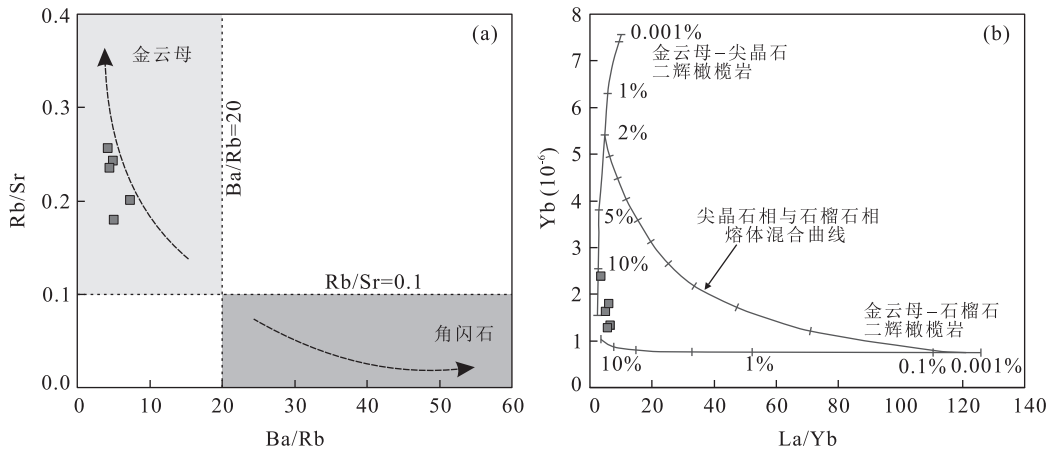 (a)
0.4
0.3
0.2
0.1
0.0
Rb/Sr
0
10
20
30
40
50
60
Ba/Rb
金云母
Ba/Rb=20
Rb/Sr=0.1
角闪石
(b)
8
7
6
5
4
3
2
1
0
Yb (10⁻⁶)
0
20
40
60
80
100
120
140
La/Yb
0.001%
金云母–尖晶石
二辉橄榄岩
1%
2%
5%
10%
尖晶石相与石榴石相
熔体混合曲线
金云母–石榴石
二辉橄榄岩
10%
1%
0.1%
0.001%